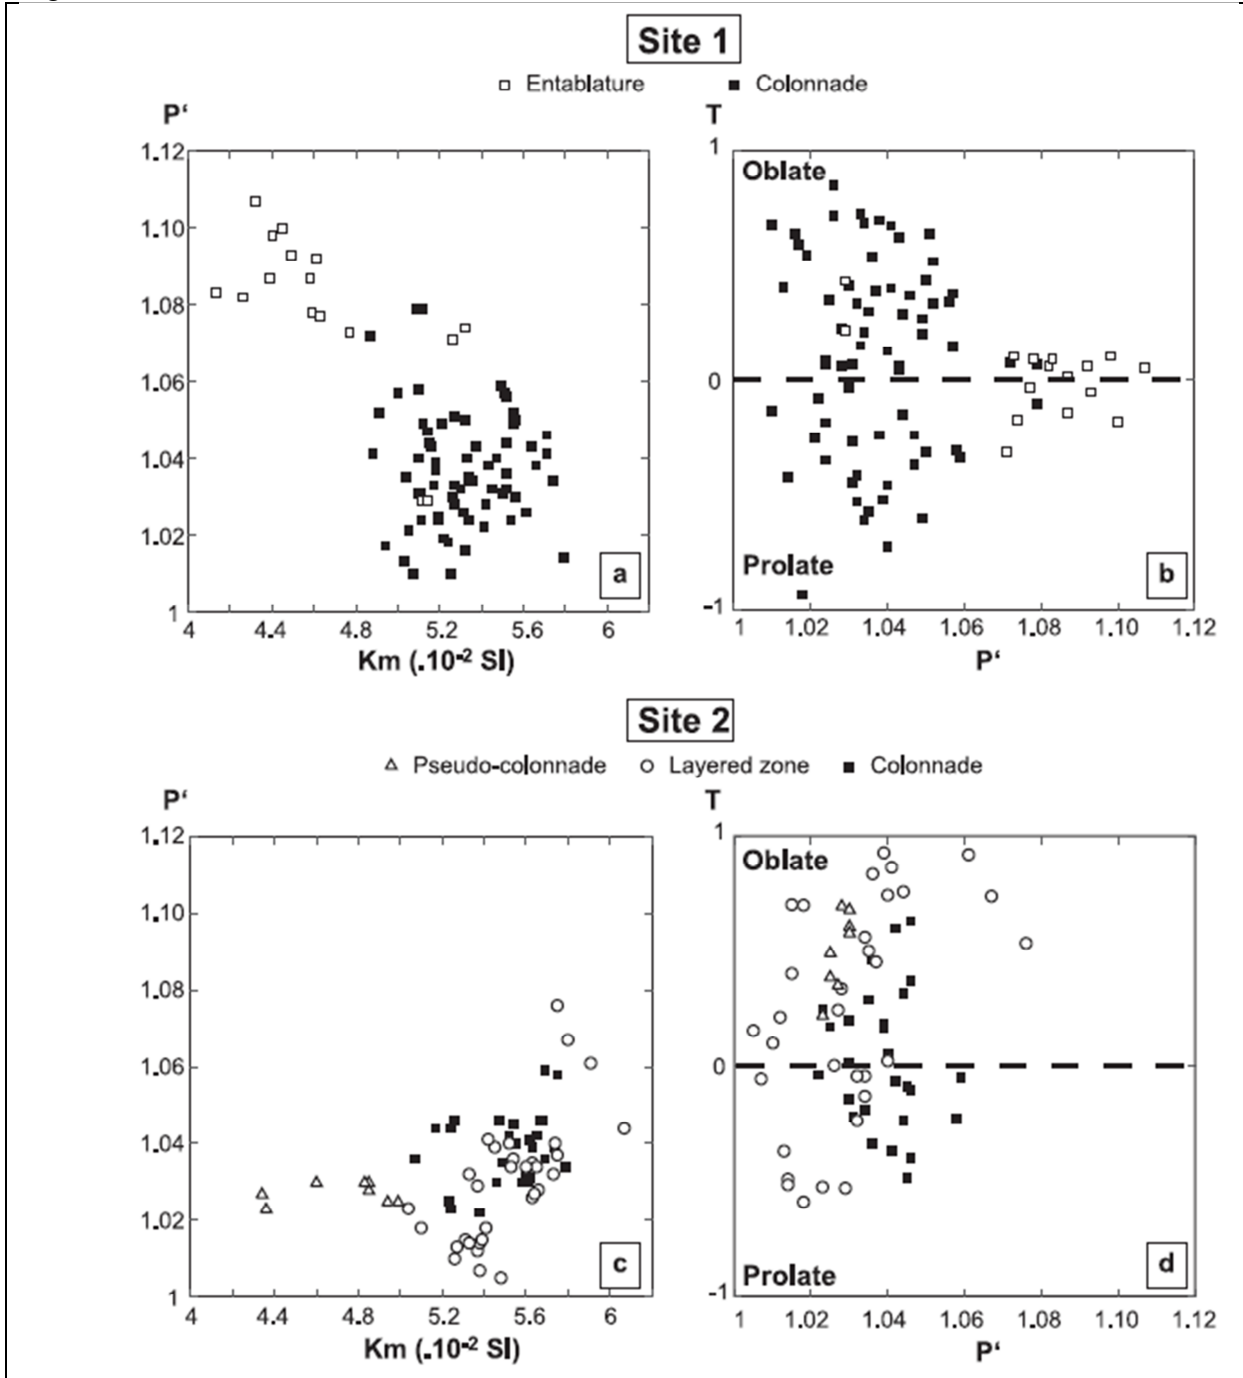 Site 1
Entablature Colonnade
P‘ T
1.12 1
Oblate
1.10
1.08
1.06 0
1.04
1.02
Prolate
a b
1 -1
4 4.4 4.8 5.2 5.6 6 1 1.02 1.04 1.06 1.08 1.10 1.12
Km (.10-2 SI) P‘
Site 2
Pseudo-colonnade Layered zone Colonnade
P‘ T
1.12 1
Oblate
1.10
1.08
1.06 0
1.04
1.02
c Prolate d
1 -1
4 4.4 4.8 5.2 5.6 6 1 1.02 1.04 1.06 1.08 1.10 1.12
Km (.10-2 SI) P‘